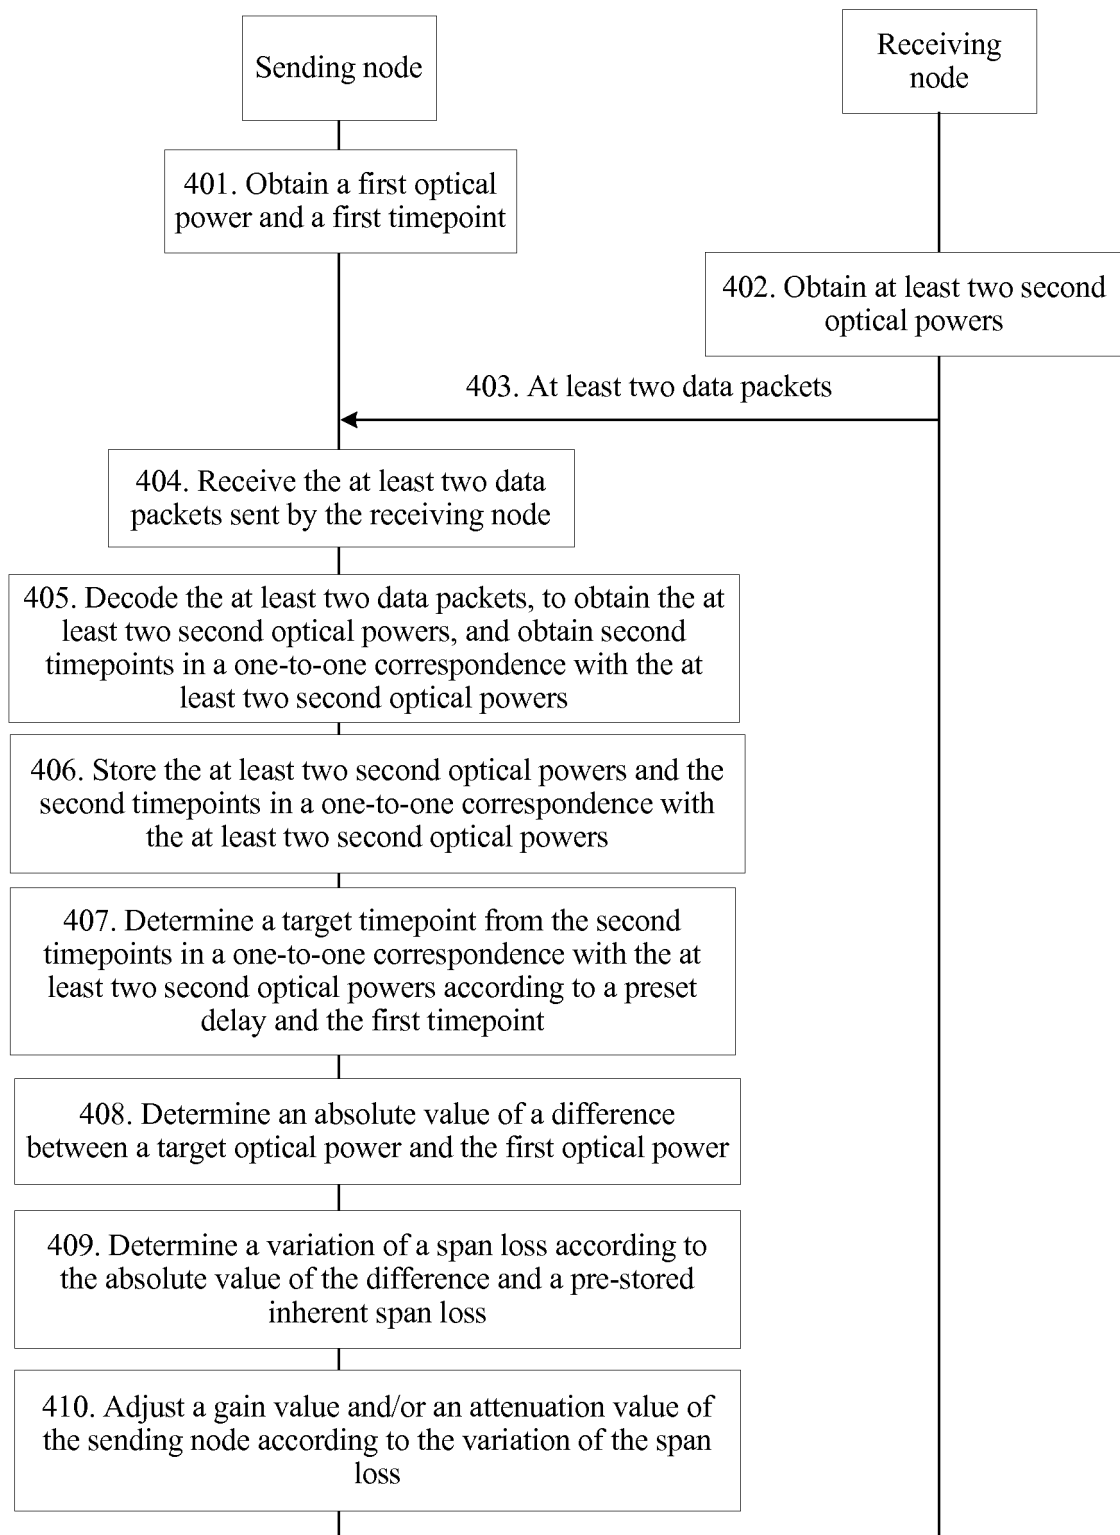 Sending node
Receiving
node
401. Obtain a first optical
power and a first timepoint
402. Obtain at least two second
optical powers
403. At least two data packets
404. Receive the at least two data
packets sent by the receiving node
405. Decode the at least two data packets, to obtain the at
least two second optical powers, and obtain second
timepoints in a one-to-one correspondence with the at
least two second optical powers
406. Store the at least two second optical powers and the
second timepoints in a one-to-one correspondence with
the at least two second optical powers
407. Determine a target timepoint from the second
timepoints in a one-to-one correspondence with the at
least two second optical powers according to a preset
delay and the first timepoint
408. Determine an absolute value of a difference
between a target optical power and the first optical power
409. Determine a variation of a span loss according to
the absolute value of the difference and a pre-stored
inherent span loss
410. Adjust a gain value and/or an attenuation value of
the sending node according to the variation of the span
loss